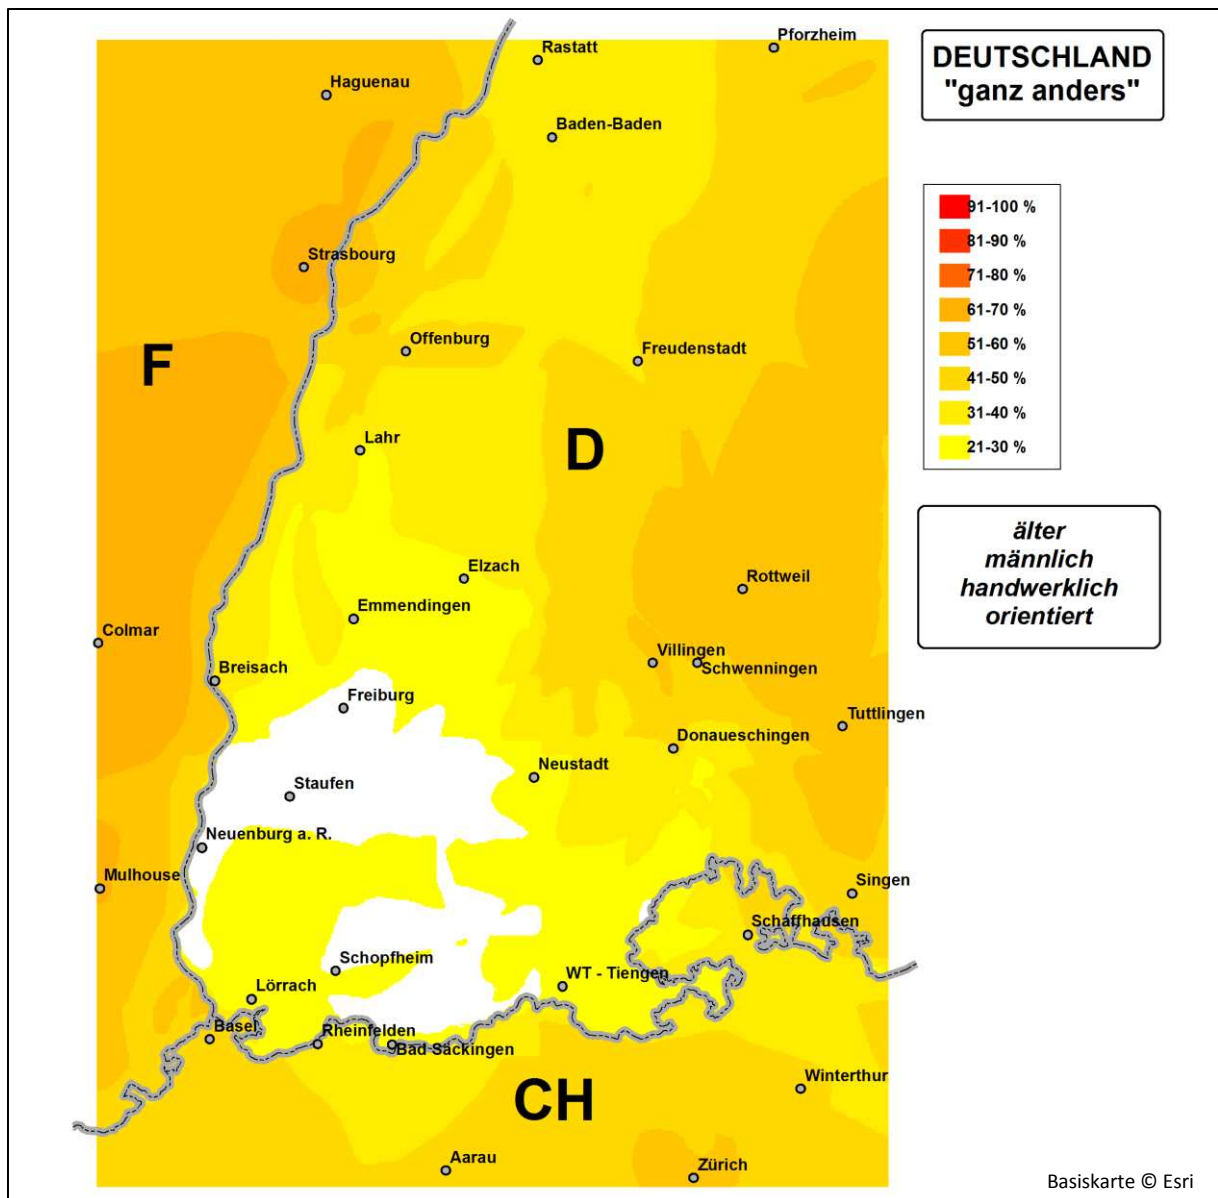 Pforzheim
Rastatt
Haguenau
Baden-Baden
Strasbourg
Offenburg
Freudenstadt
F
D
Lahr
Elzach
Rottweil
Emmendingen
Colmar
Villingen
Schwenningen
Breisach
Freiburg
Tuttlingen
Donaueschingen
Neustadt
Staufen
Neuenburg a. R.
Mulhouse
Singen
Schaffhausen
Schopfheim
WT - Tiengen
Lörrach
Basel
Rheinfelden
Bad Säckingen
Winterthur
CH
Aarau
Zürich
DEUTSCHLAND
"ganz anders"
91-100 %
81-90 %
71-80 %
61-70 %
51-60 %
41-50 %
31-40 %
21-30 %
älter
männlich
handwerklich
orientiert
Basiskarte © Esri